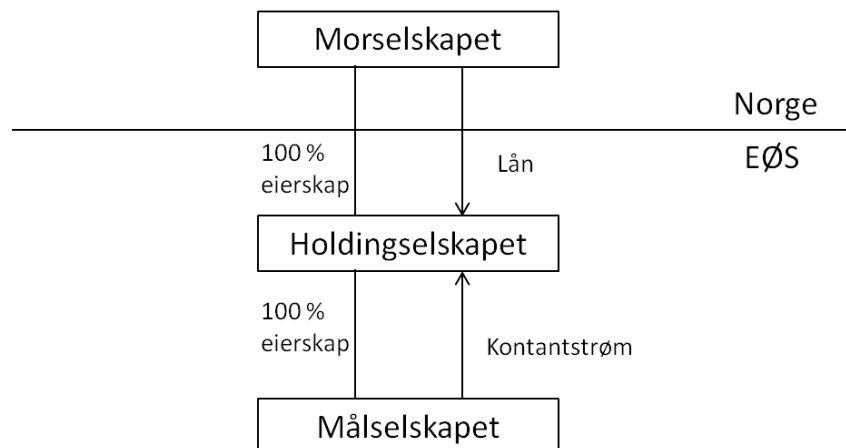 Morselskapet
Norge
EØS
100 %
eierskap
Lån
Holdingselskapet
100 %
eierskap
Kontantstrøm
Målselskapet